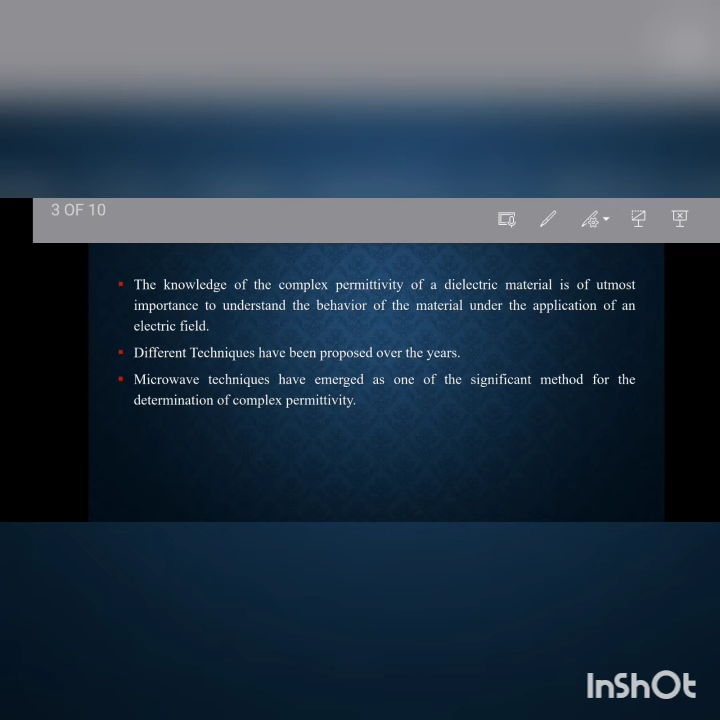 3 OF 10
The knowledge of the complex permittivity of a dielectric material is of utmost
importance to understand the behavior of the material under the application of an
electric field.
Different Techniques have been proposed over the years.
Microwave techniques have emerged as one of the significant method for the
determination of complex permittivity.
InShOt